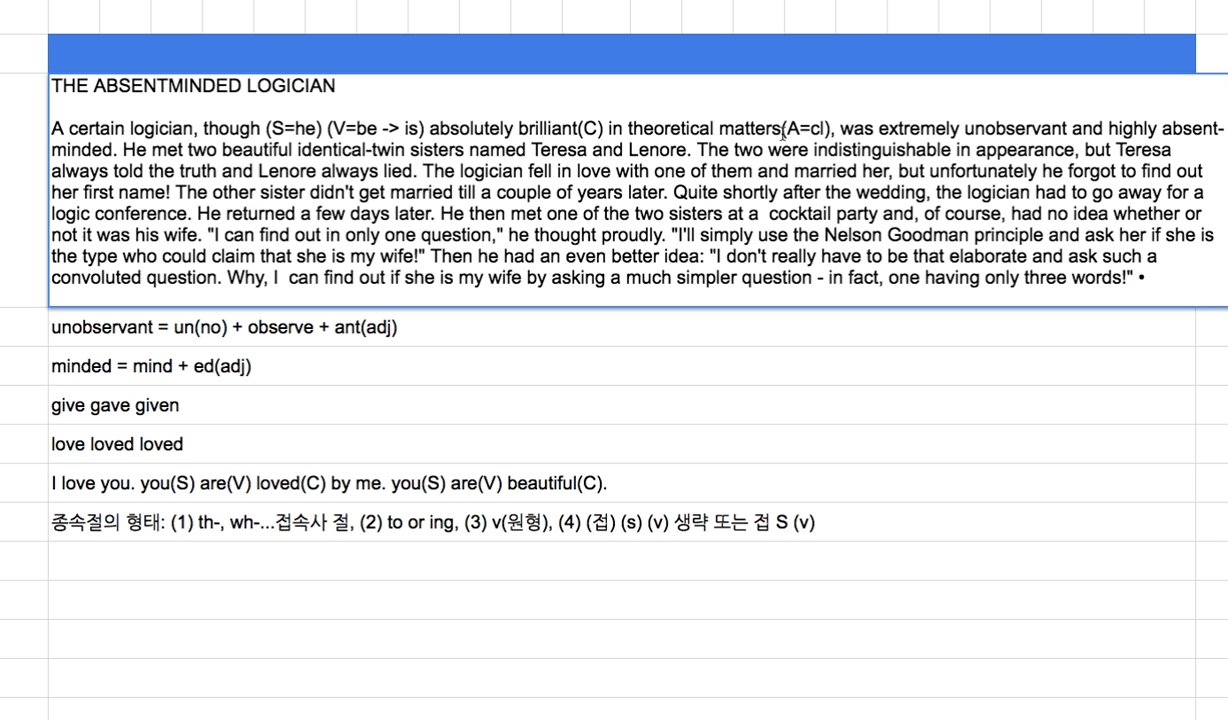 THE ABSENTMINDED LOGICIAN
A certain logician, though (S=he) (V=be -> is) absolutely brilliant(C) in theoretical matters(A=cl), was extremely unobservant and highly absent-
minded. He met two beautiful identical-twin sisters named Teresa and Lenore. The two were indistinguishable in appearance, but Teresa
always told the truth and Lenore always lied. The logician fell in love with one of them and married her, but unfortunately he forgot to find out
her first name! The other sister didn't get married till a couple of years later. Quite shortly after the wedding, the logician had to go away for a
logic conference. He returned a few days later. He then met one of the two sisters at a  cocktail party and, of course, had no idea whether or
not it was his wife. "I can find out in only one question," he thought proudly. "I'll simply use the Nelson Goodman principle and ask her if she is
the type who could claim that she is my wife!" Then he had an even better idea: "I don't really have to be that elaborate and ask such a
convoluted question. Why, I  can find out if she is my wife by asking a much simpler question - in fact, one having only three words!" •
unobservant = un(no) + observe + ant(adj)
minded = mind + ed(adj)
give gave given
love loved loved
I love you. you(S) are(V) loved(C) by me. you(S) are(V) beautiful(C).
종속절의 형태: (1) th-, wh-...접속사 절, (2) to or ing, (3) v(원형), (4) (접) (s) (v) 생략 또는 접 S (v)